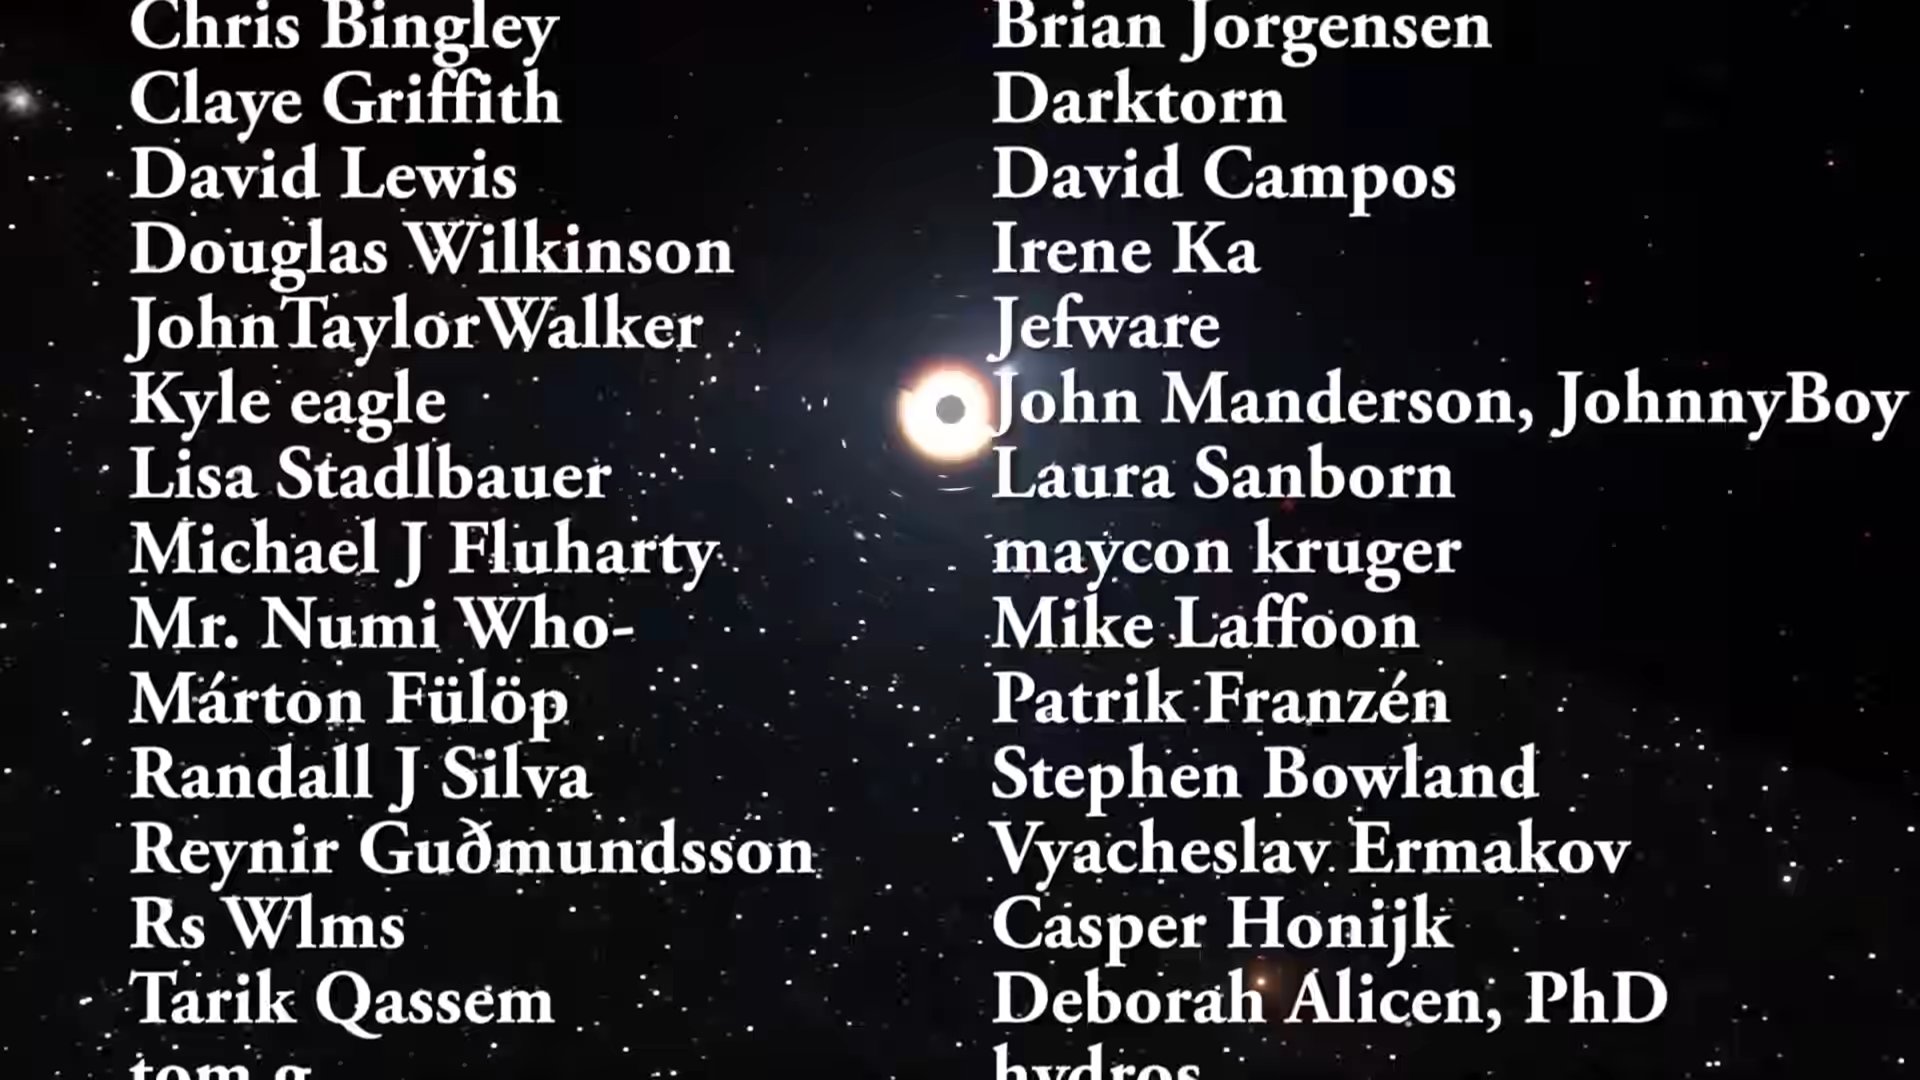 Chris Bingley
Claye Griffith
David Lewis
Douglas Wilkinson
JohnTaylorWalker
Kyle eagle
Lisa Stadlbauer
Michael J Fluharty
Mr. Numi Who-
Márton Fülöp
Randall J Silva
Reynir Guðmundsson
Rs Wlms
Tarik Qassem
tom g
Brian Jorgensen
Darktorn
David Campos
Irene Ka
Jefware
John Manderson, JohnnyBoy
Laura Sanborn
maycon kruger
Mike Laffoon
Patrik Franzén
Stephen Bowland
Vyacheslav Ermakov
Casper Honijk
Deborah Alicen, PhD
hydros